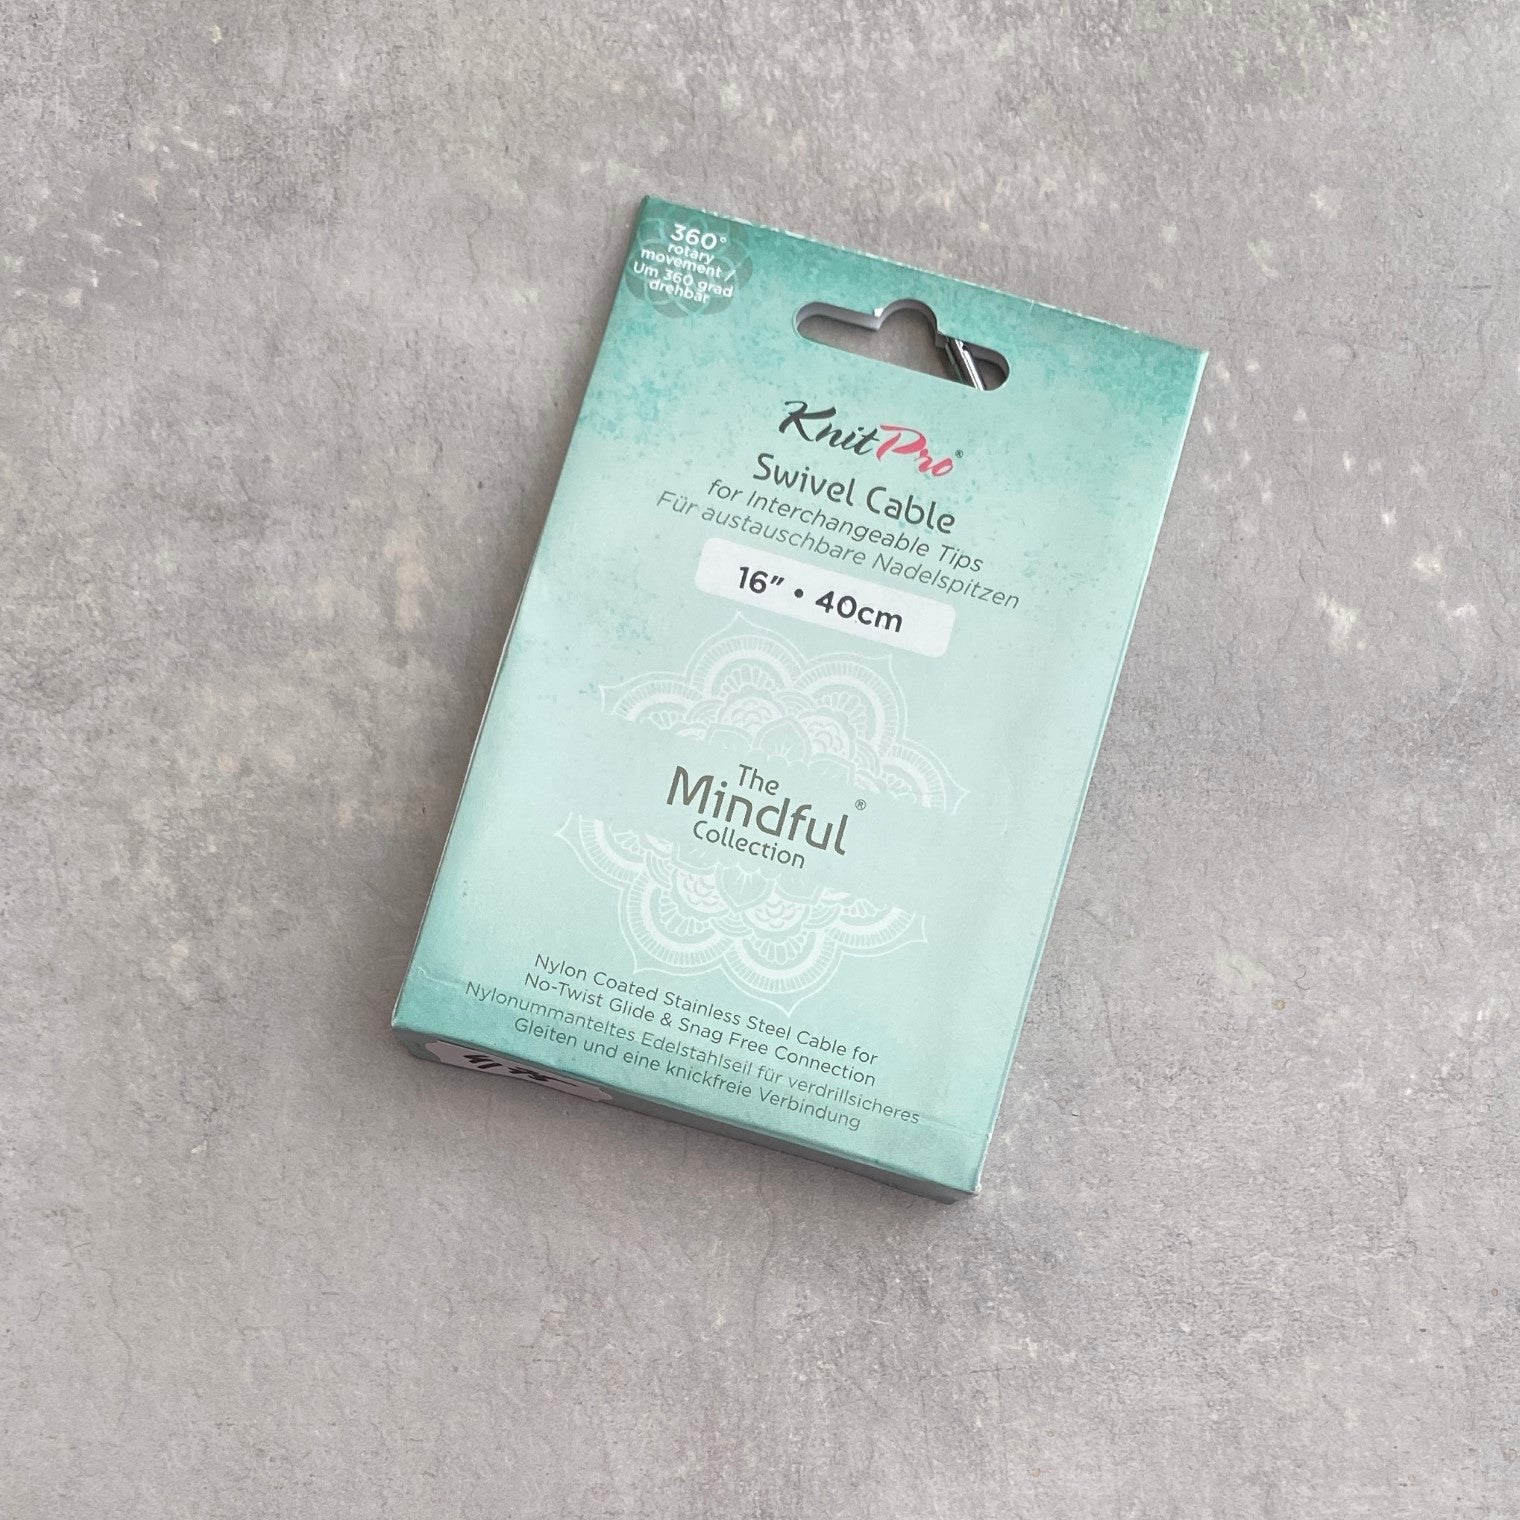 360°
rotary
movement /
Um 360 grad
drehbar
KnitPro®
Swivel Cable
for Interchangeable Tips
Für austauschbare Nadelspitzen
16” • 40cm
The
Mindful®
Collection
Nylon Coated Stainless Steel Cable for
No-Twist Glide & Snag Free Connection
Nylonummanteltes Edelstahlseil für verdrillsicheres
Gleiten und eine knickfreie Verbindung